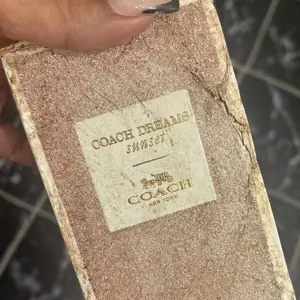 COACH DREAMS
sunset
COACH
NEW YORK